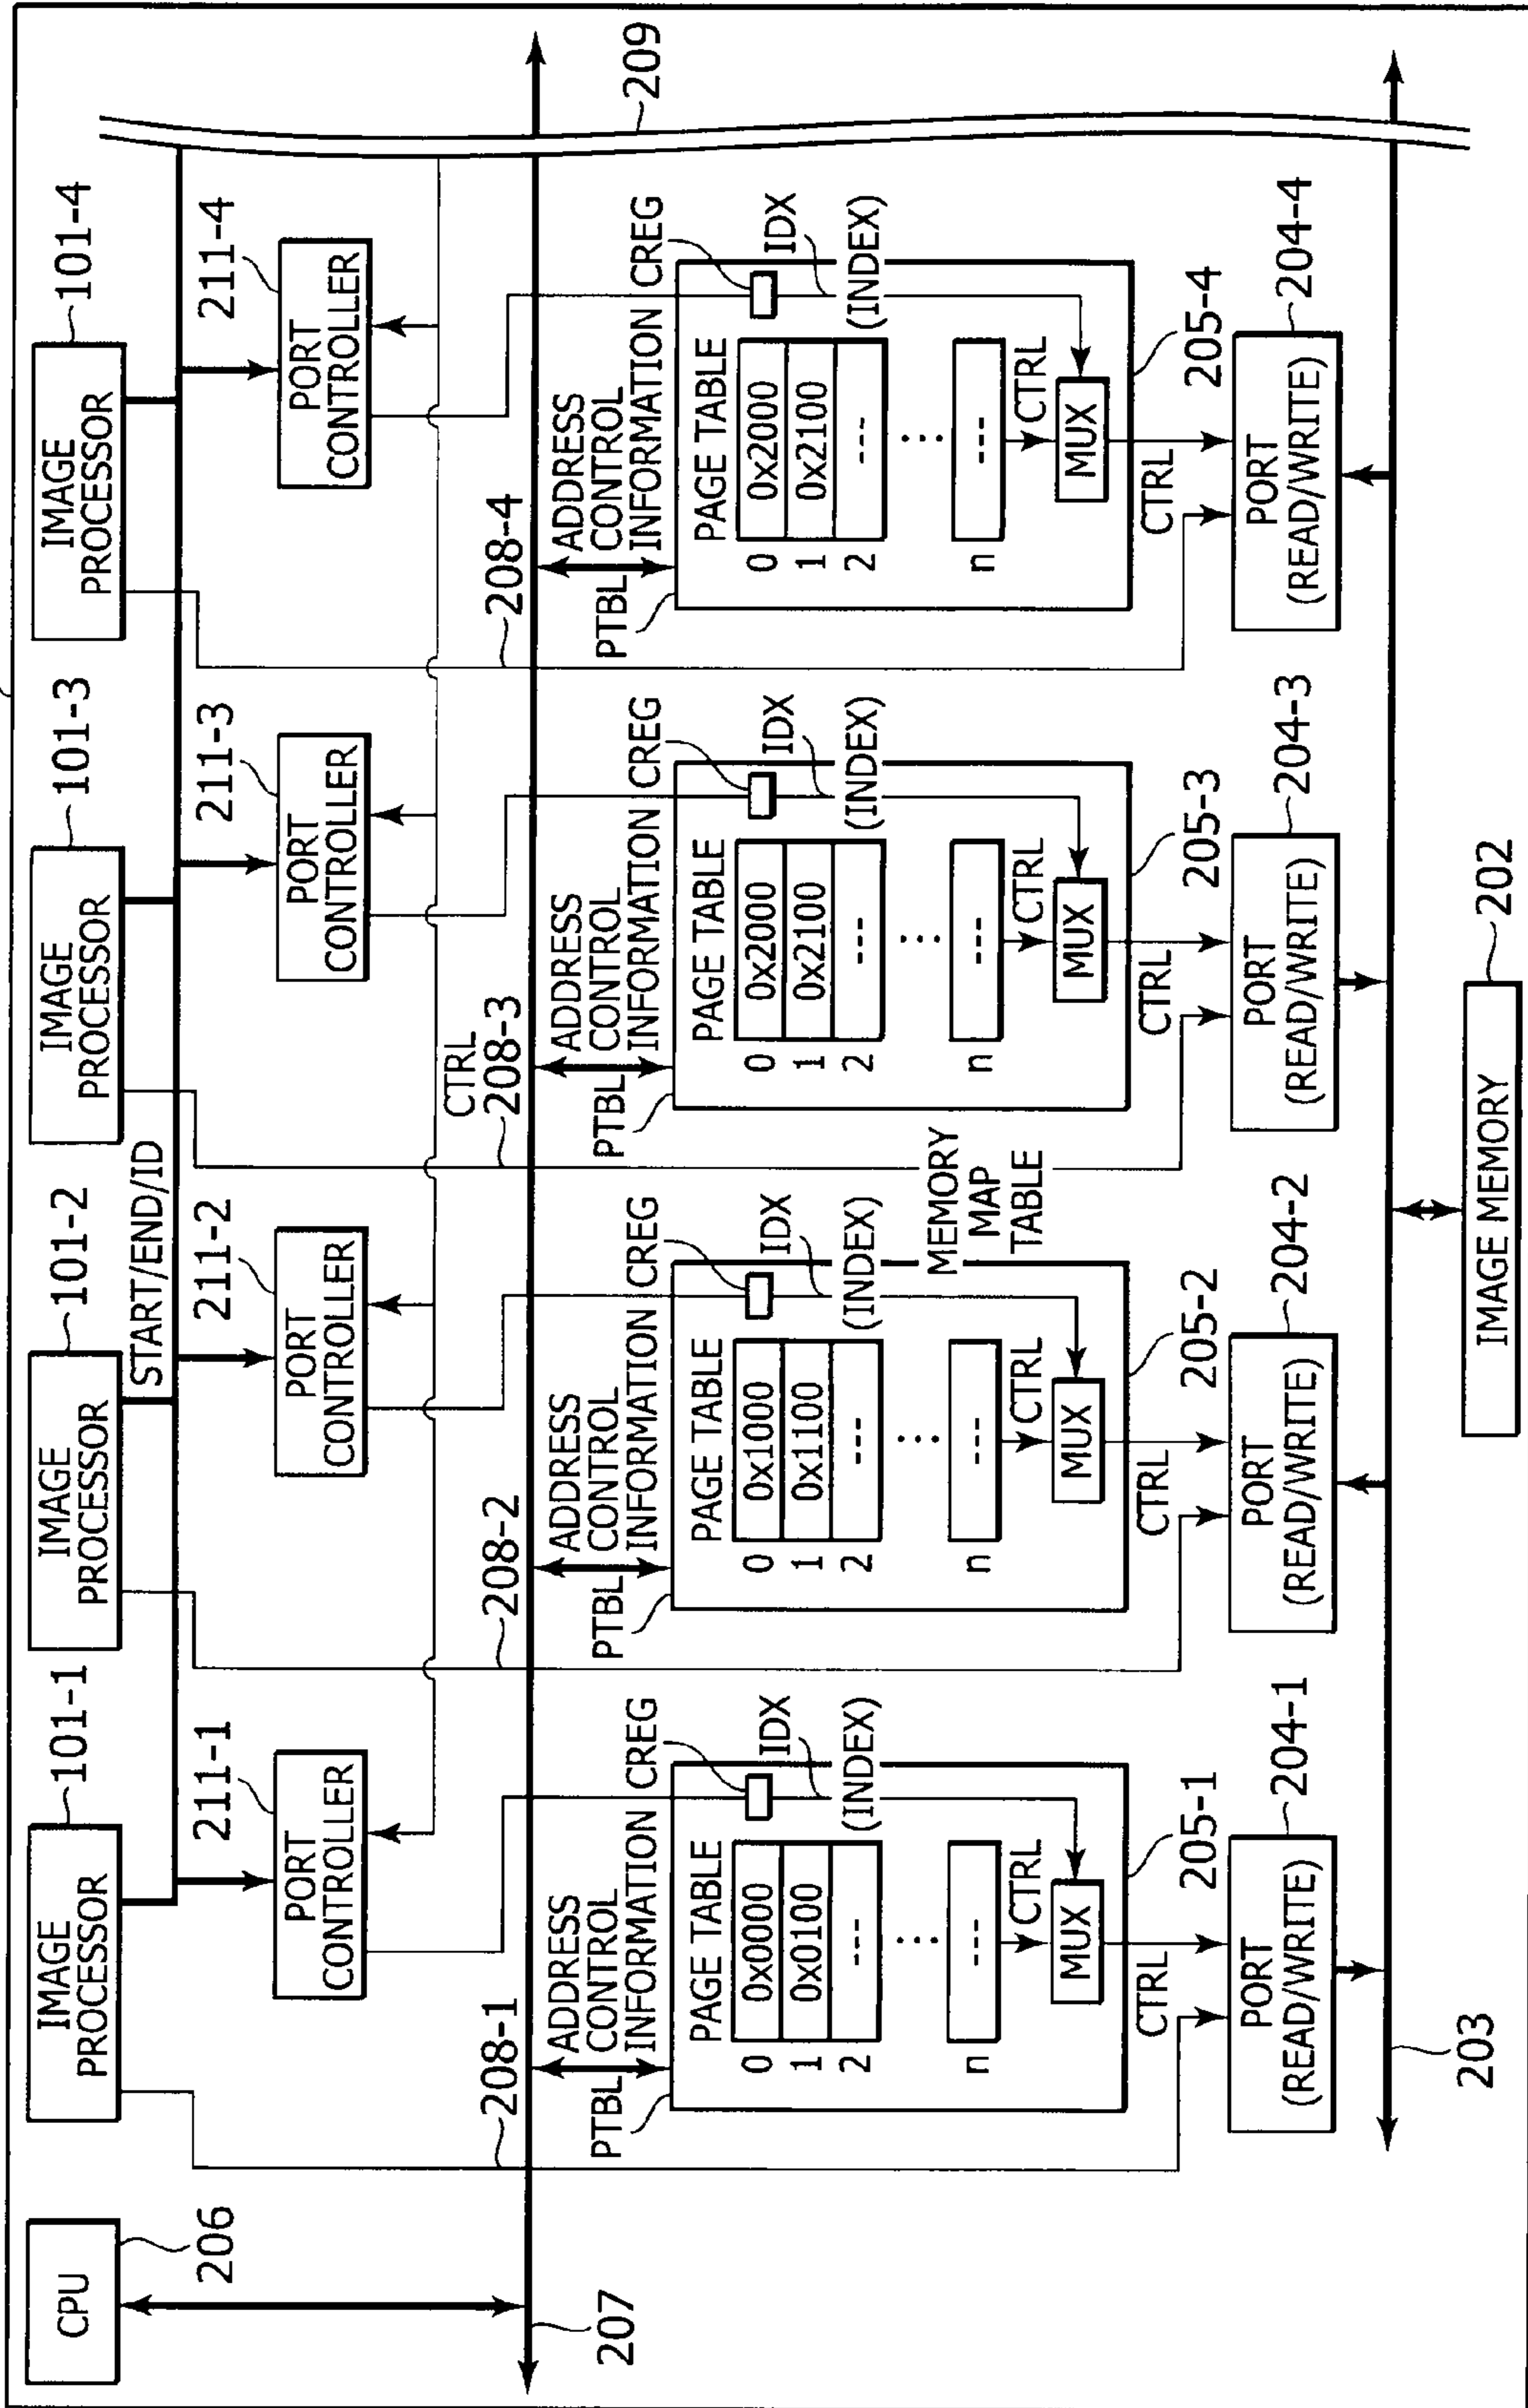 CPU
206
207
IMAGE
PROCESSOR
101-1
IMAGE
PROCESSOR
101-2
START/END/ID
IMAGE
PROCESSOR
101-3
IMAGE
PROCESSOR
101-4
209
211-1
PORT
CONTROLLER
211-2
PORT
CONTROLLER
211-3
PORT
CONTROLLER
211-4
PORT
CONTROLLER
CTRL
208-1
208-2
208-3
208-4
ADDRESS
CONTROL
INFORMATION
CREG
PTBL
PAGE TABLE
0 0x0000
1 0x0100
2 ---
⋮
n ---
IDX
(INDEX)
CTRL
MUX
CTRL
205-1
ADDRESS
CONTROL
INFORMATION
CREG
PTBL
PAGE TABLE
0 0x1000
1 0x1100
2 ---
⋮
n ---
IDX
(INDEX)
CTRL
MUX
CTRL
205-2
MEMORY
MAP
TABLE
ADDRESS
CONTROL
INFORMATION
CREG
PTBL
PAGE TABLE
0 0x2000
1 0x2100
2 ---
⋮
n ---
IDX
(INDEX)
CTRL
MUX
CTRL
205-3
ADDRESS
CONTROL
INFORMATION
CREG
PTBL
PAGE TABLE
0 0x2000
1 0x2100
2 ---
⋮
n ---
IDX
(INDEX)
CTRL
MUX
CTRL
205-4
PORT
(READ/WRITE)
204-1
PORT
(READ/WRITE)
204-2
PORT
(READ/WRITE)
204-3
PORT
(READ/WRITE)
204-4
203
IMAGE MEMORY
202